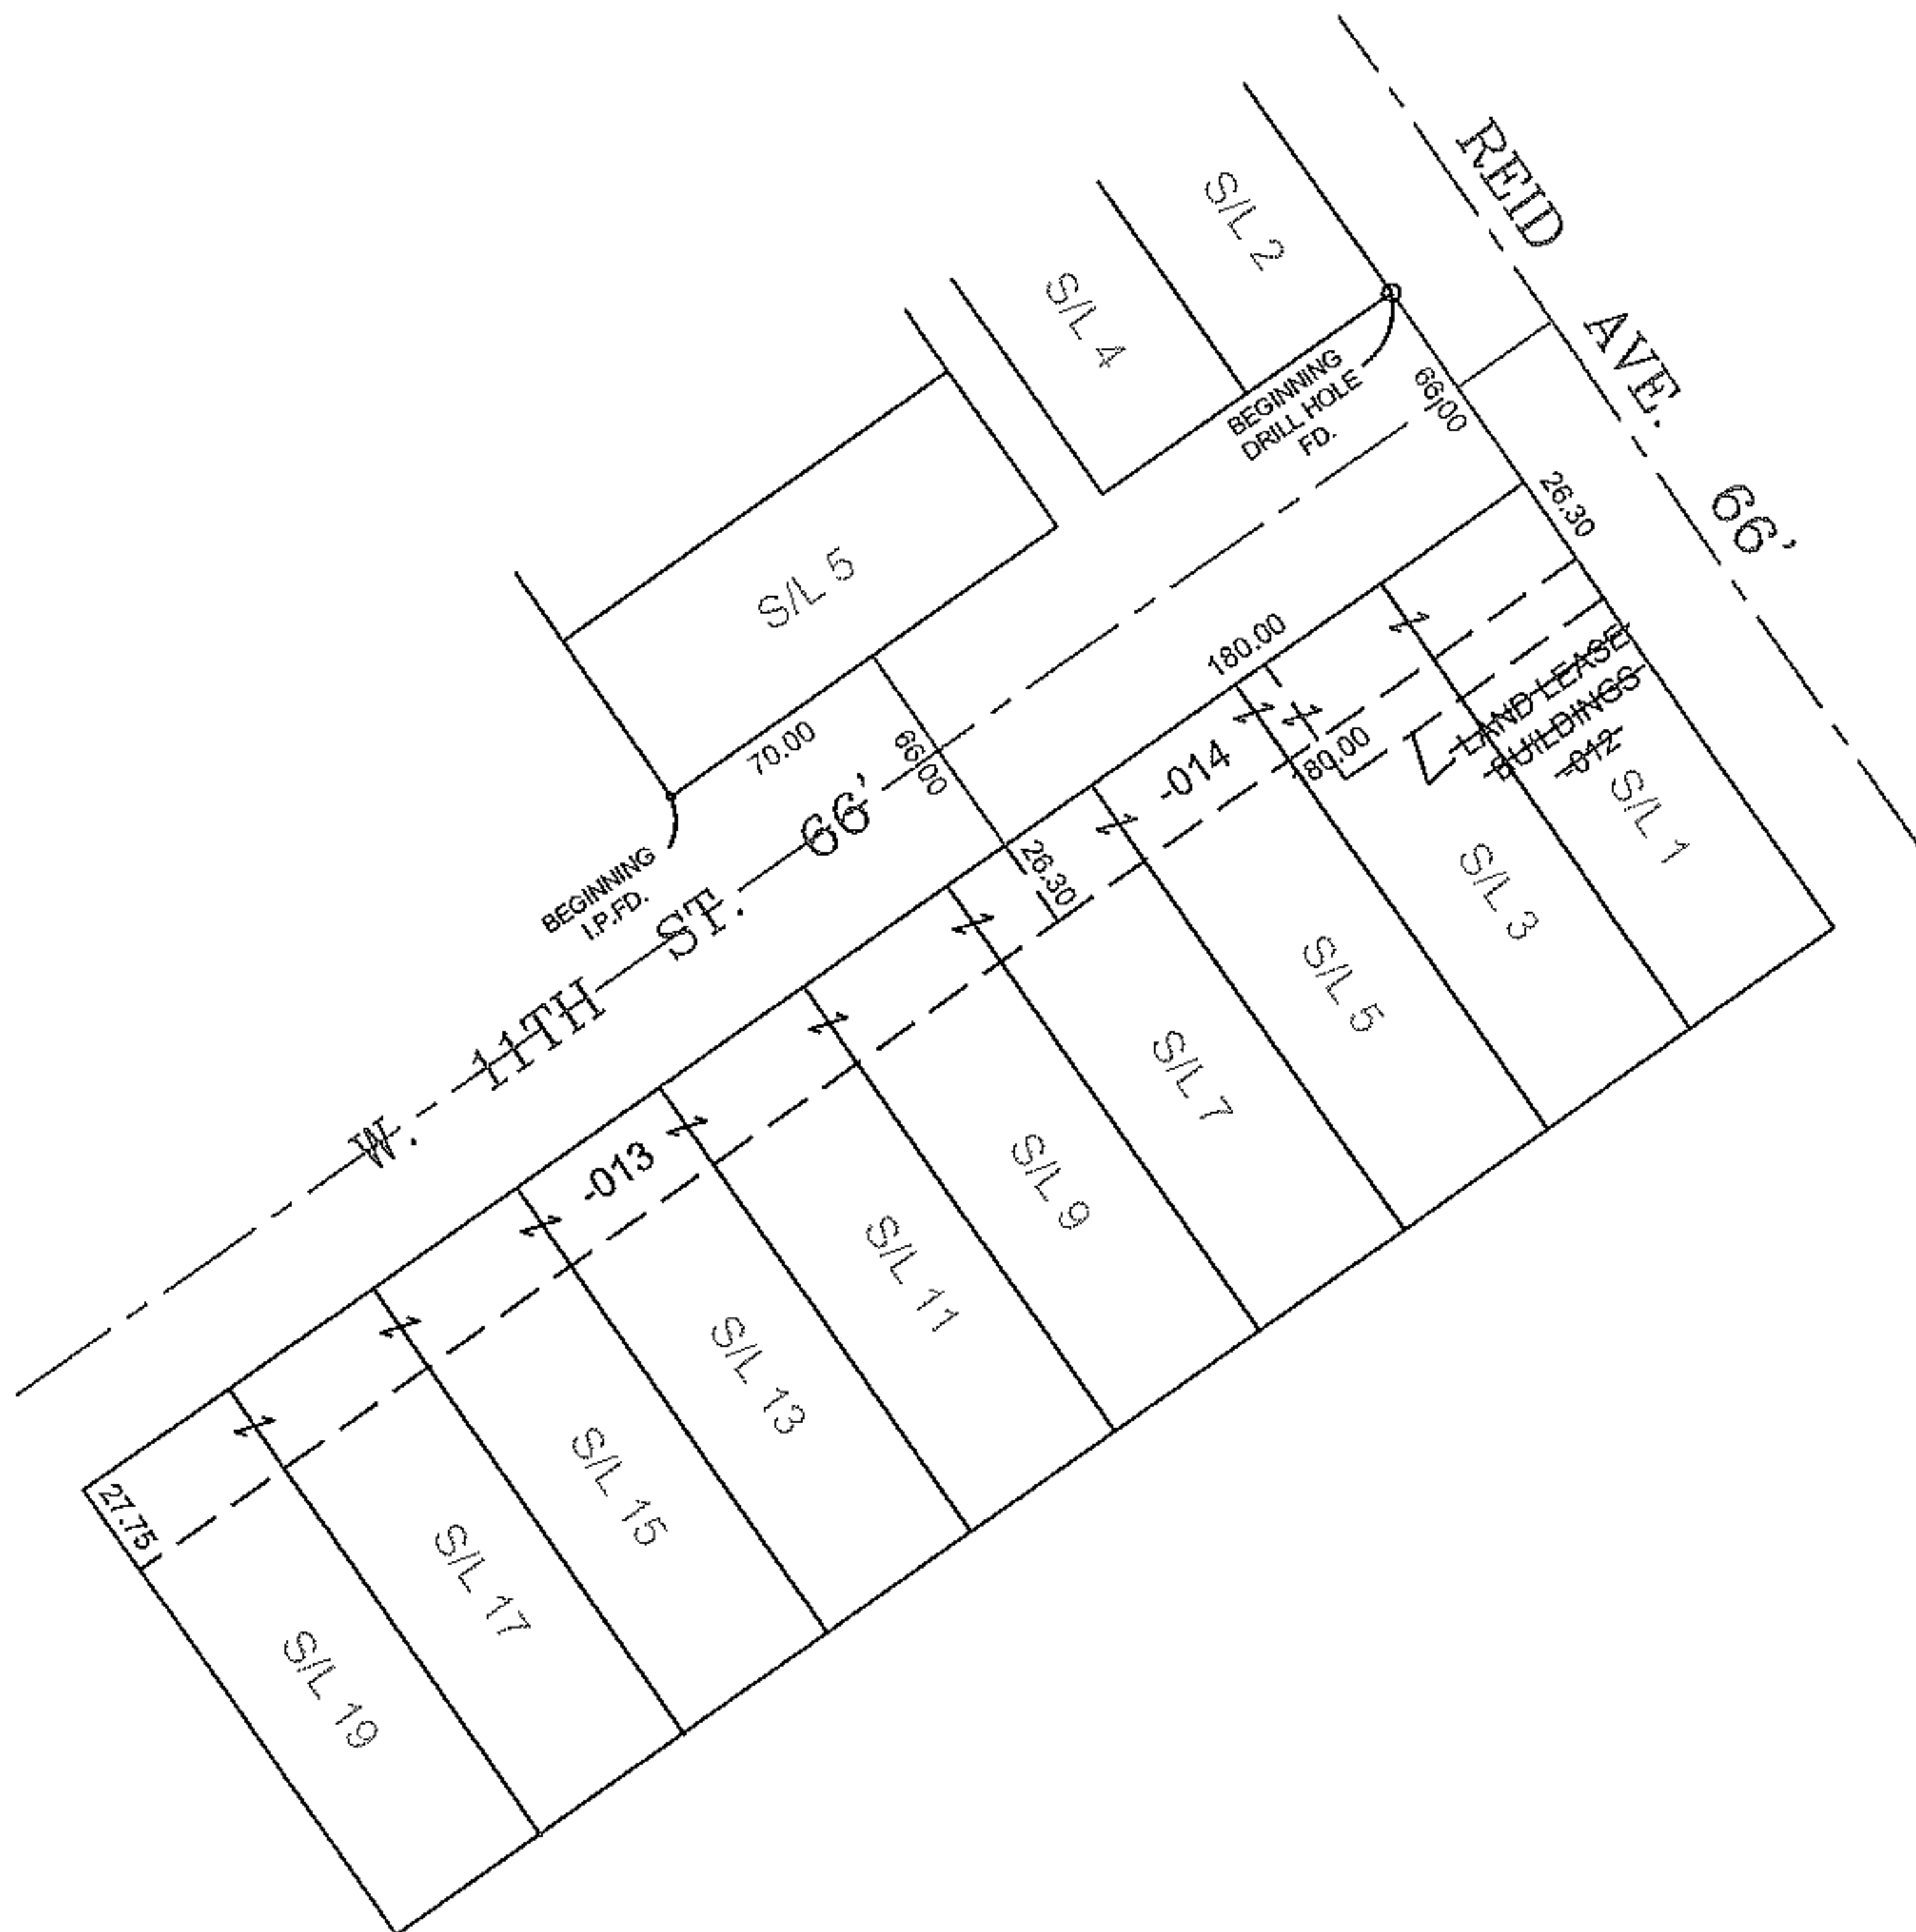 REID AVE. 66'
S/L 2
S/L 4
BEGINNING
DRILL HOLE
FD.
66.00
26.30
S/L 5
180.00
LAND LEASE
BUILDINGS
-012
70.00
66.00
-014
180.00
26.30
BEGINNING
I.P.FD.
W. 11TH ST. 66'
S/L 1
S/L 3
S/L 5
S/L 7
S/L 9
-013
S/L 11
S/L 13
S/L 15
S/L 17
S/L 19
27.75